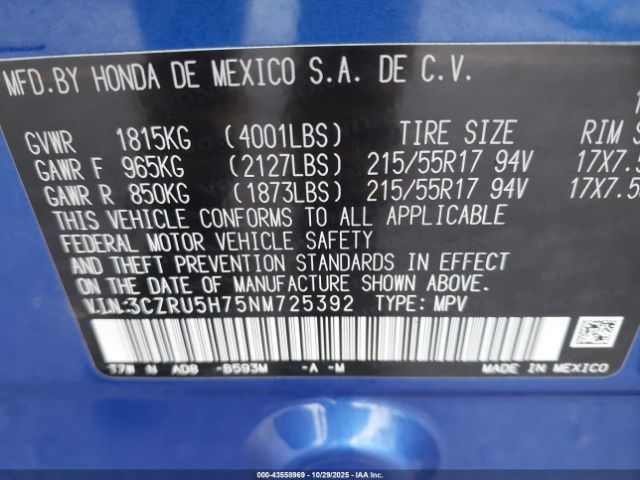 MFD.BY HONDA DE MEXICO S.A. DE C.V.
GVWR 1815KG (4001LBS) TIRE SIZE RIM S
GAWR F 965KG (2127LBS) 215/55R17 94V 17X7.5
GAWR R 850KG (1873LBS) 215/55R17 94V 17X7.5
THIS VEHICLE CONFORMS TO ALL APPLICABLE
FEDERAL MOTOR VEHICLE SAFETY
AND THEFT PREVENTION STANDARDS IN EFFECT
ON THE DATE OF MANUFACTURE SHOWN ABOVE.
V.I.N:3CZRU5H75NM725392 TYPE: MPV
17W N ADB -B593M -A -M MADE IN MEXICO
000-43558969 10/29/2025 IAA, Inc.